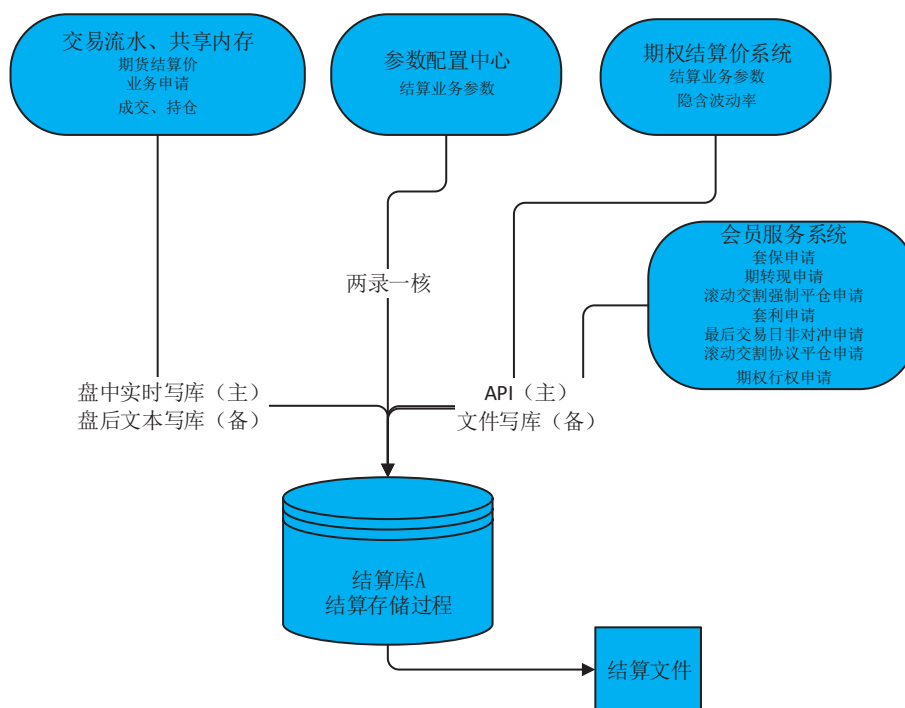 交易流水、共享内存
期货结算价
业务申请
成交、持仓
参数配置中心
结算业务参数
期权结算价系统
结算业务参数
隐含波动率
会员服务系统
套保申请
期转现申请
滚动交割强制平仓申请
套利申请
最后交易日非对冲申请
滚动交割协议平仓申请
期权行权申请
两录一核
盘中实时写库（主）
盘后文本写库（备）
API（主）
文件写库（备）
结算库A
结算存储过程
结算文件